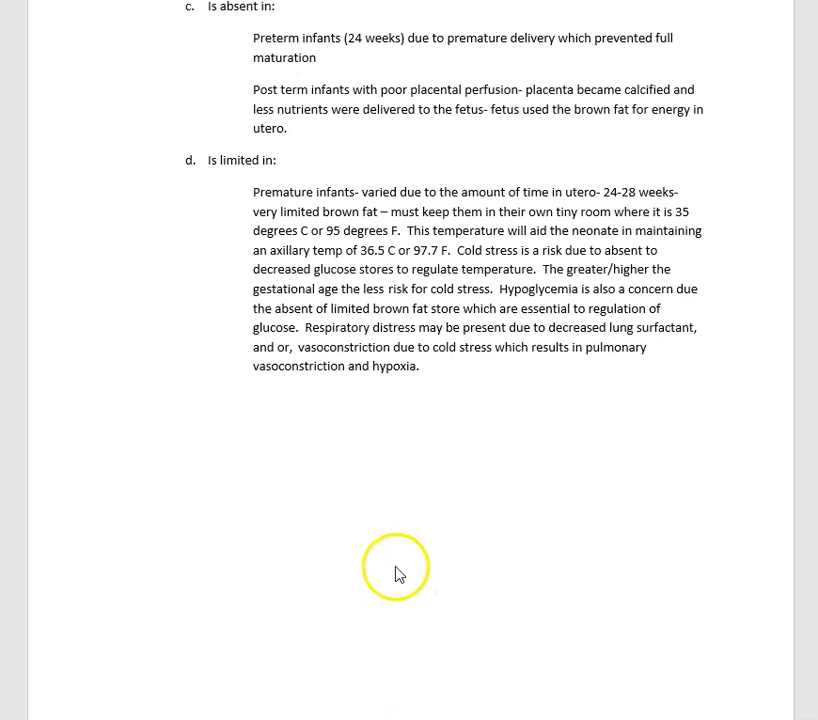 c. Is absent in:
Preterm infants (24 weeks) due to premature delivery which prevented full
maturation
Post term infants with poor placental perfusion- placenta became calcified and
less nutrients were delivered to the fetus- fetus used the brown fat for energy in
utero.
d. Is limited in:
Premature infants- varied due to the amount of time in utero- 24-28 weeks-
very limited brown fat – must keep them in their own tiny room where it is 35
degrees C or 95 degrees F. This temperature will aid the neonate in maintaining
an axillary temp of 36.5 C or 97.7 F. Cold stress is a risk due to absent to
decreased glucose stores to regulate temperature. The greater/higher the
gestational age the less risk for cold stress. Hypoglycemia is also a concern due
the absent of limited brown fat store which are essential to regulation of
glucose. Respiratory distress may be present due to decreased lung surfactant,
and or, vasoconstriction due to cold stress which results in pulmonary
vasoconstriction and hypoxia.